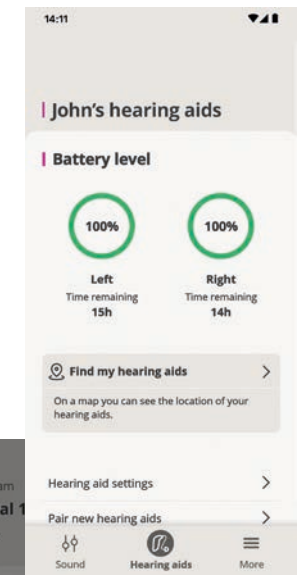 14:11
John's hearing aids
Battery level
100%
100%
Left
Right
Time remaining
Time remaining
15h
14h
Find my hearing aids
On a map you can see the location of your
hearing aids.
Hearing aid settings
Pair new hearing aids
Sound
Hearing aids
More